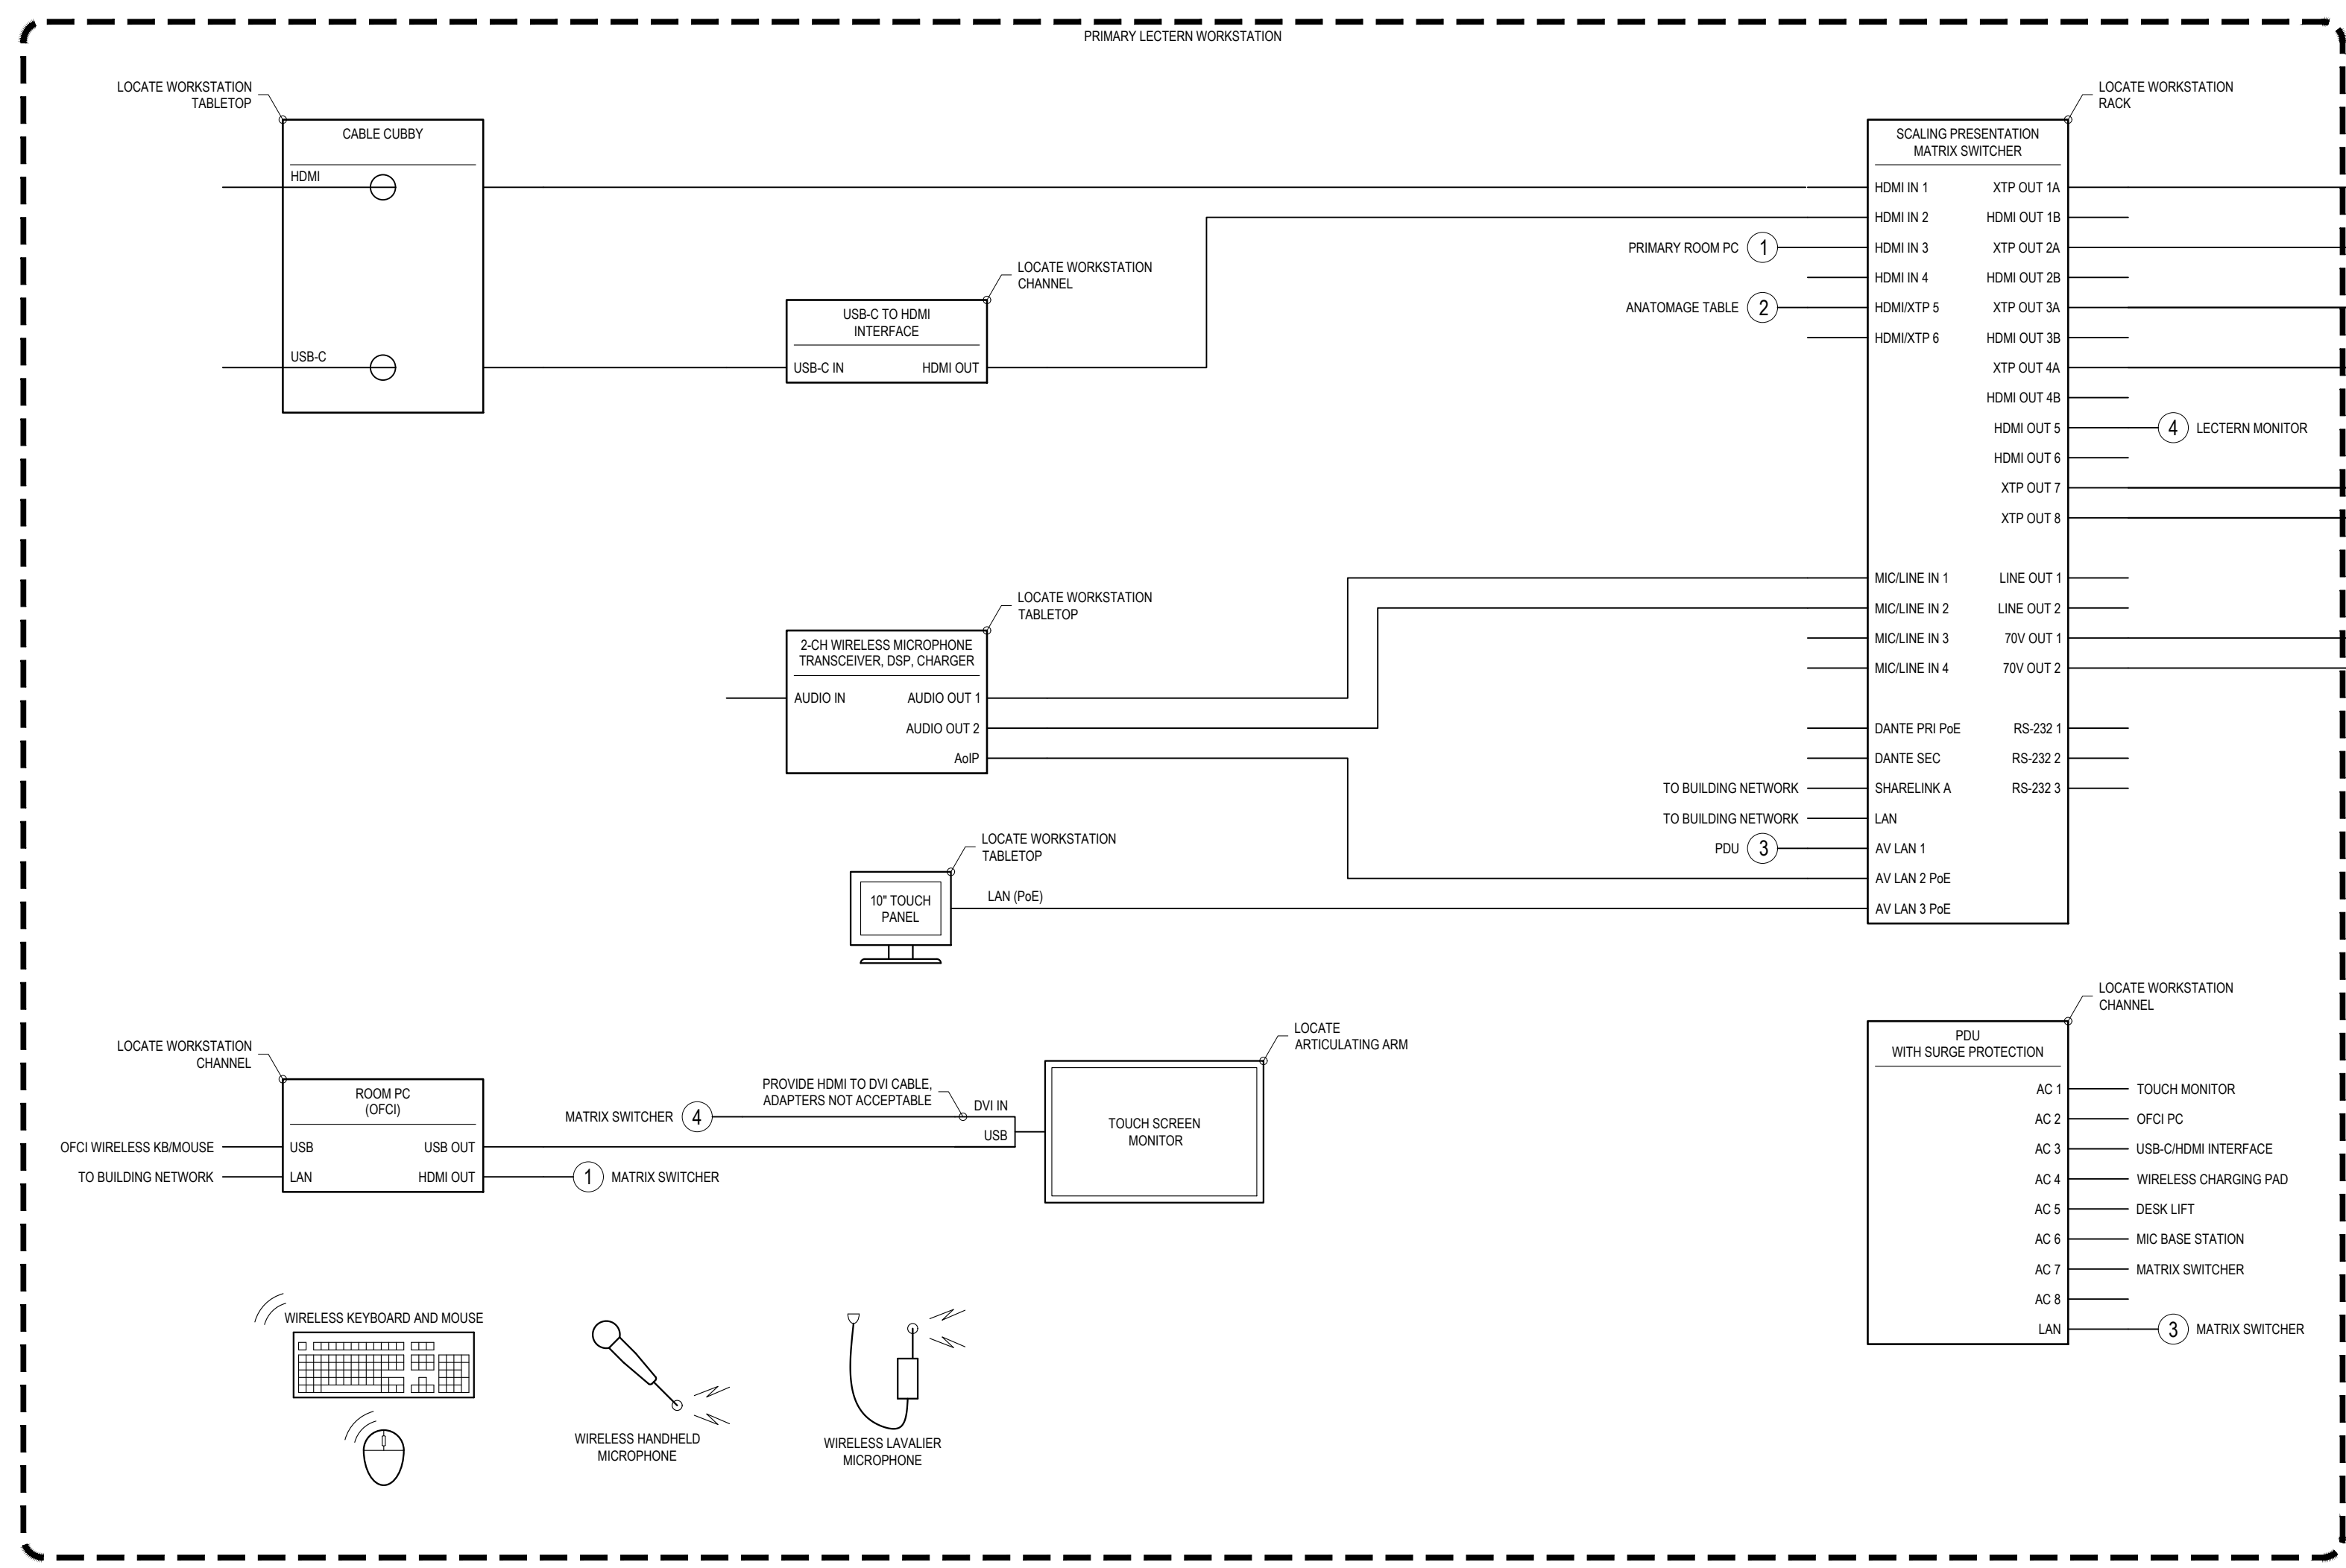 PRIMARY LECTERN WORKSTATION
LOCATE WORKSTATION
TABLETOP
CABLE CUBBY
HDMI
USB-C
LOCATE WORKSTATION
CHANNEL
USB-C TO HDMI
INTERFACE
USB-C IN HDMI OUT
LOCATE WORKSTATION
RACK
SCALING PRESENTATION
MATRIX SWITCHER
HDMI IN 1 XTP OUT 1A
HDMI IN 2 HDMI OUT 1B
PRIMARY ROOM PC 1 HDMI IN 3 XTP OUT 2A
HDMI IN 4 HDMI OUT 2B
ANATOMAGE TABLE 2 HDMI/XTP 5 XTP OUT 3A
HDMI/XTP 6 HDMI OUT 3B
XTP OUT 4A
HDMI OUT 4B
HDMI OUT 5 4 LECTERN MONITOR
HDMI OUT 6
XTP OUT 7
XTP OUT 8
MIC/LINE IN 1 LINE OUT 1
MIC/LINE IN 2 LINE OUT 2
MIC/LINE IN 3 70V OUT 1
MIC/LINE IN 4 70V OUT 2
DANTE PRI PoE RS-232 1
DANTE SEC RS-232 2
TO BUILDING NETWORK SHARELINK A RS-232 3
TO BUILDING NETWORK LAN
PDU 3 AV LAN 1
AV LAN 2 PoE
AV LAN 3 PoE
LOCATE WORKSTATION
TABLETOP
2-CH WIRELESS MICROPHONE
TRANSCEIVER, DSP, CHARGER
AUDIO IN AUDIO OUT 1
AUDIO OUT 2
AoIP
LOCATE WORKSTATION
TABLETOP
10" TOUCH
PANEL
LAN (PoE)
LOCATE WORKSTATION
CHANNEL
ROOM PC
(OFCI)
OFCI WIRELESS KB/MOUSE USB USB OUT
TO BUILDING NETWORK LAN HDMI OUT 1 MATRIX SWITCHER
PROVIDE HDMI TO DVI CABLE,
ADAPTERS NOT ACCEPTABLE
MATRIX SWITCHER 4 DVI IN
USB
LOCATE
ARTICULATING ARM
TOUCH SCREEN
MONITOR
LOCATE WORKSTATION
CHANNEL
PDU
WITH SURGE PROTECTION
AC 1 TOUCH MONITOR
AC 2 OFCI PC
AC 3 USB-C/HDMI INTERFACE
AC 4 WIRELESS CHARGING PAD
AC 5 DESK LIFT
AC 6 MIC BASE STATION
AC 7 MATRIX SWITCHER
AC 8
LAN 3 MATRIX SWITCHER
WIRELESS KEYBOARD AND MOUSE
WIRELESS HANDHELD
MICROPHONE
WIRELESS LAVALIER
MICROPHONE